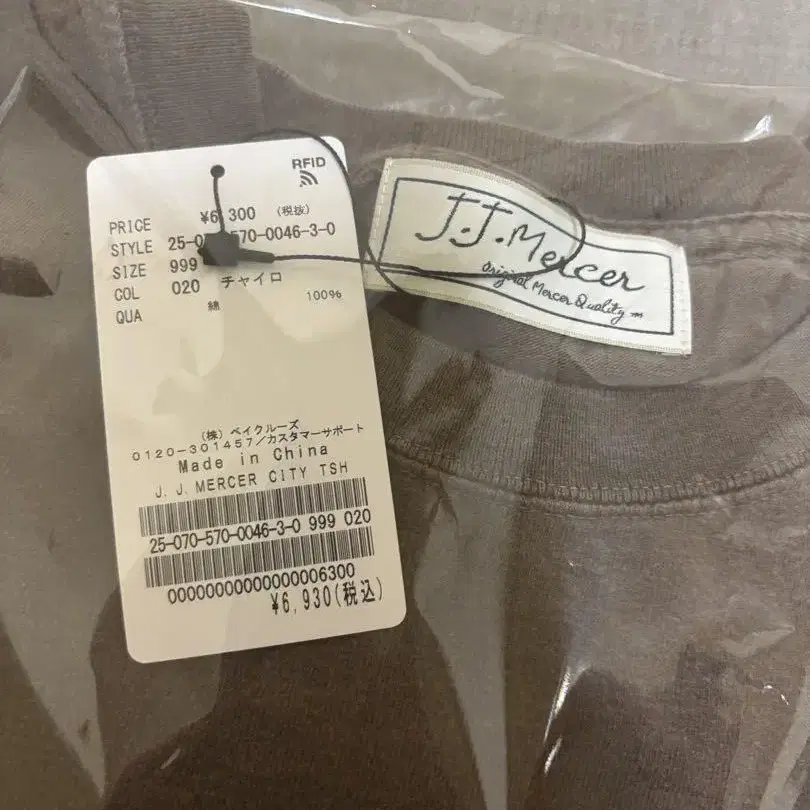 RFID
PRICE ¥6,300 (税抜)
STYLE 25-070-570-0046-3-0
SIZE 999
COL 020 チャイロ
QUA 綿 100%
(株) ベイクルーズ
0120-301457/カスタマーサポート
Made in China
J.J.MERCER CITY TSH
25-070-570-0046-3-0 999 020
00000000000000006300
¥6,930(税込)
J.J.Mercer
original Mercer Quality